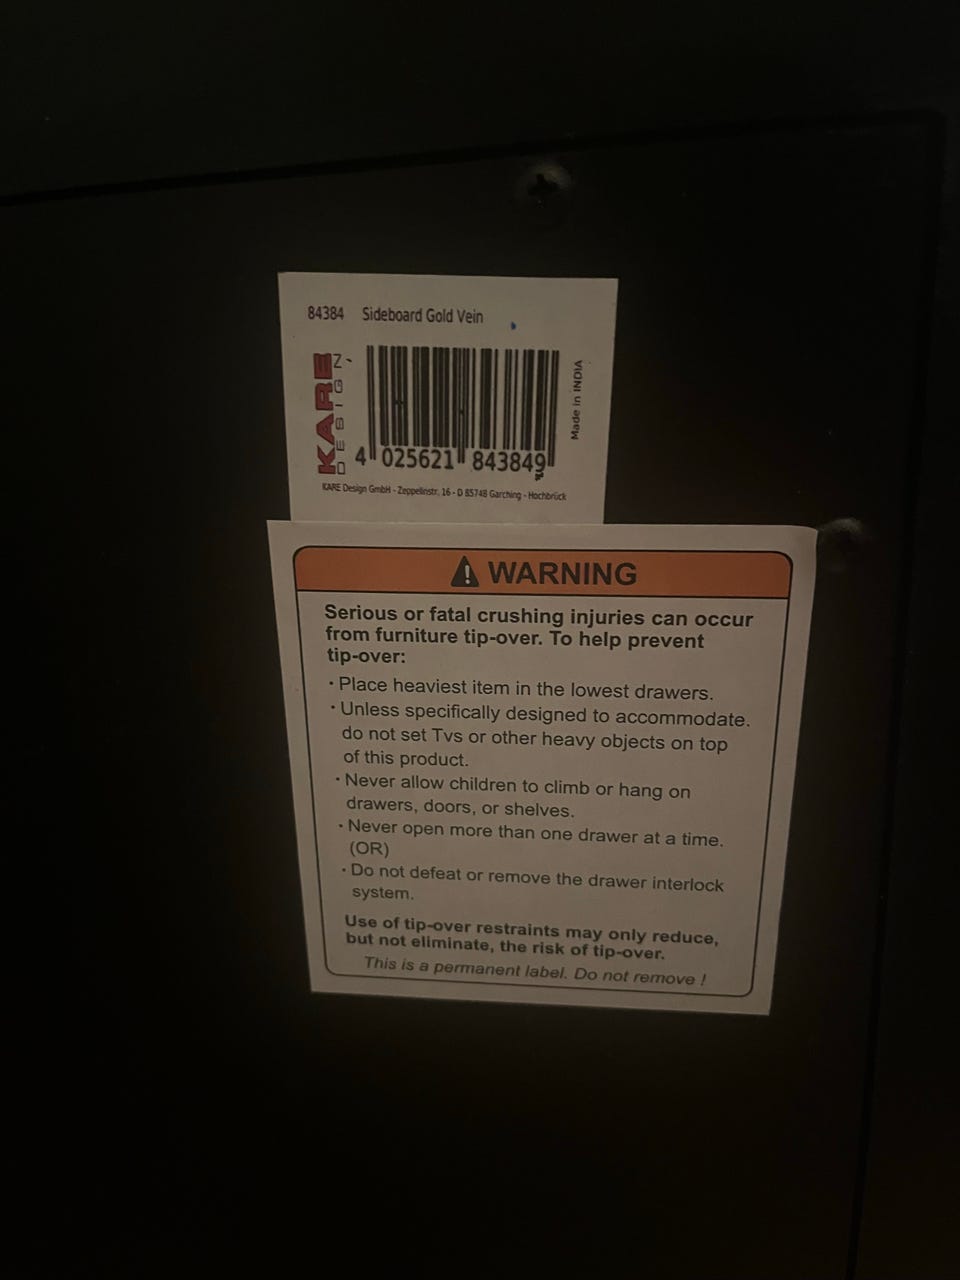 84384 Sideboard Gold Vein
KARE
DESIGN
Made in INDIA
4 025621 843849
KARE Design GmbH - Zeppelinstr. 16 - D 85748 Garching - Hochbrück
WARNING
Serious or fatal crushing injuries can occur
from furniture tip-over. To help prevent
tip-over:
· Place heaviest item in the lowest drawers.
· Unless specifically designed to accommodate.
do not set Tvs or other heavy objects on top
of this product.
· Never allow children to climb or hang on
drawers, doors, or shelves.
· Never open more than one drawer at a time.
(OR)
· Do not defeat or remove the drawer interlock
system.
Use of tip-over restraints may only reduce,
but not eliminate, the risk of tip-over.
This is a permanent label. Do not remove !